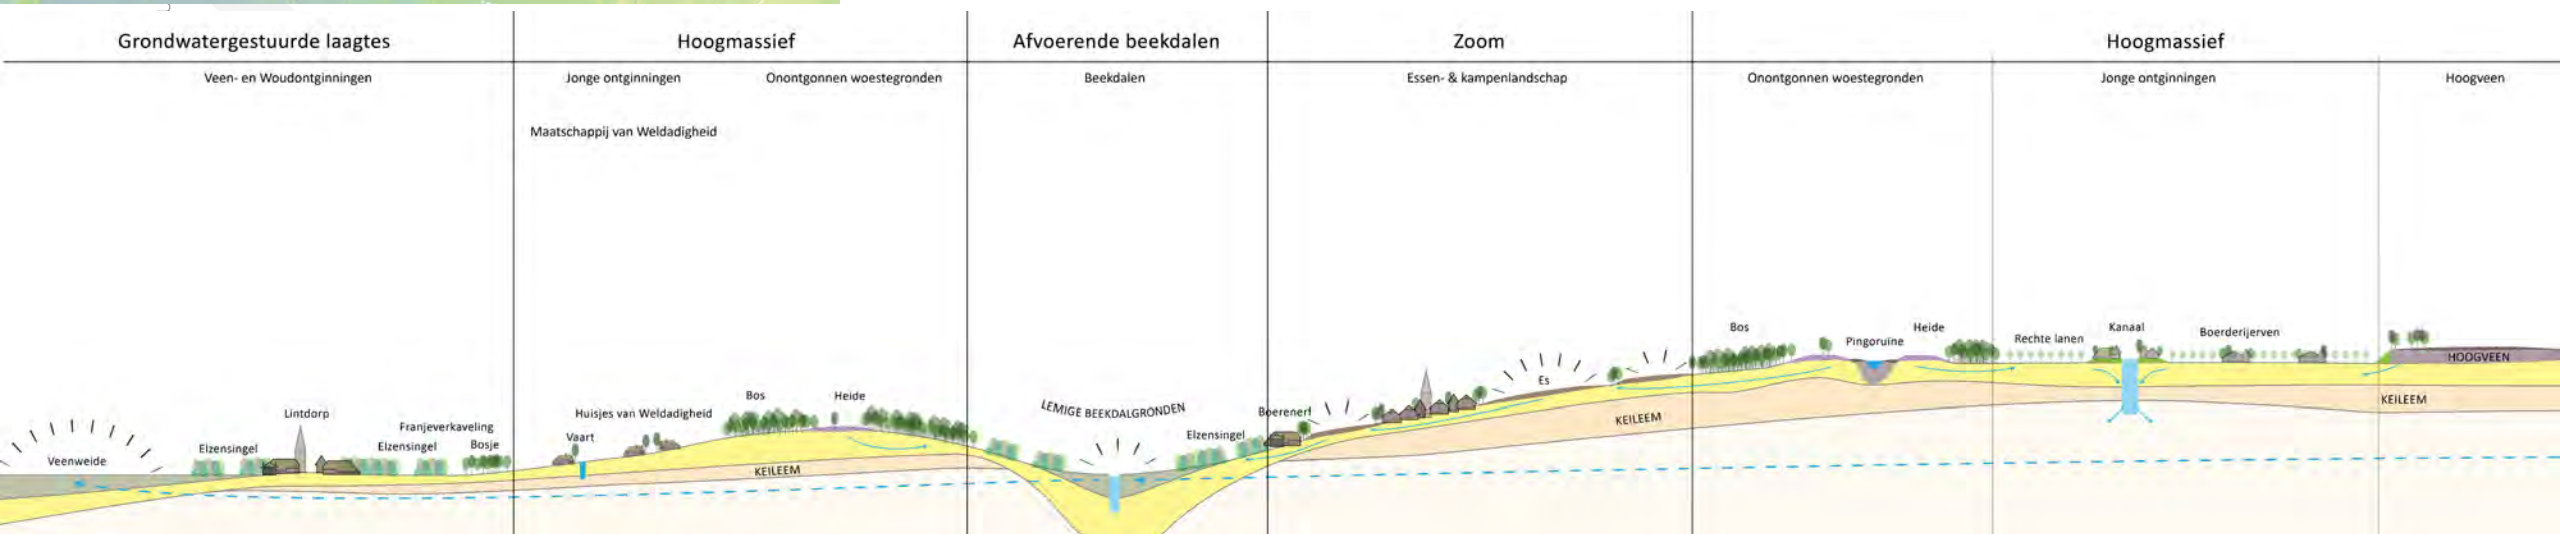 Grondwatergestuurde laagtes
Hoogmassief
Afvoerende beekdalen
Zoom
Hoogmassief
Veen- en Woudontginningen
Jonge ontginningen
Onontgonnen woestegronden
Beekdalen
Essen- & kampenlandschap
Onontgonnen woestegronden
Jonge ontginningen
Hoogveen
Maatschappij van Weldadigheid
Veenweide
Elzensingel
Lintdorp
Franjeverkaveling
Elzensingel
Bosje
Vaart
Huisjes van Weldadigheid
Bos
Heide
KEILEEM
LEMIGE BEEKDALGRONDEN
Elzensingel
Boerenerf
Es
KEILEEM
Bos
Pingoruïne
Heide
Rechte lanen
Kanaal
Boerderijerven
HOOGVEEN
KEILEEM